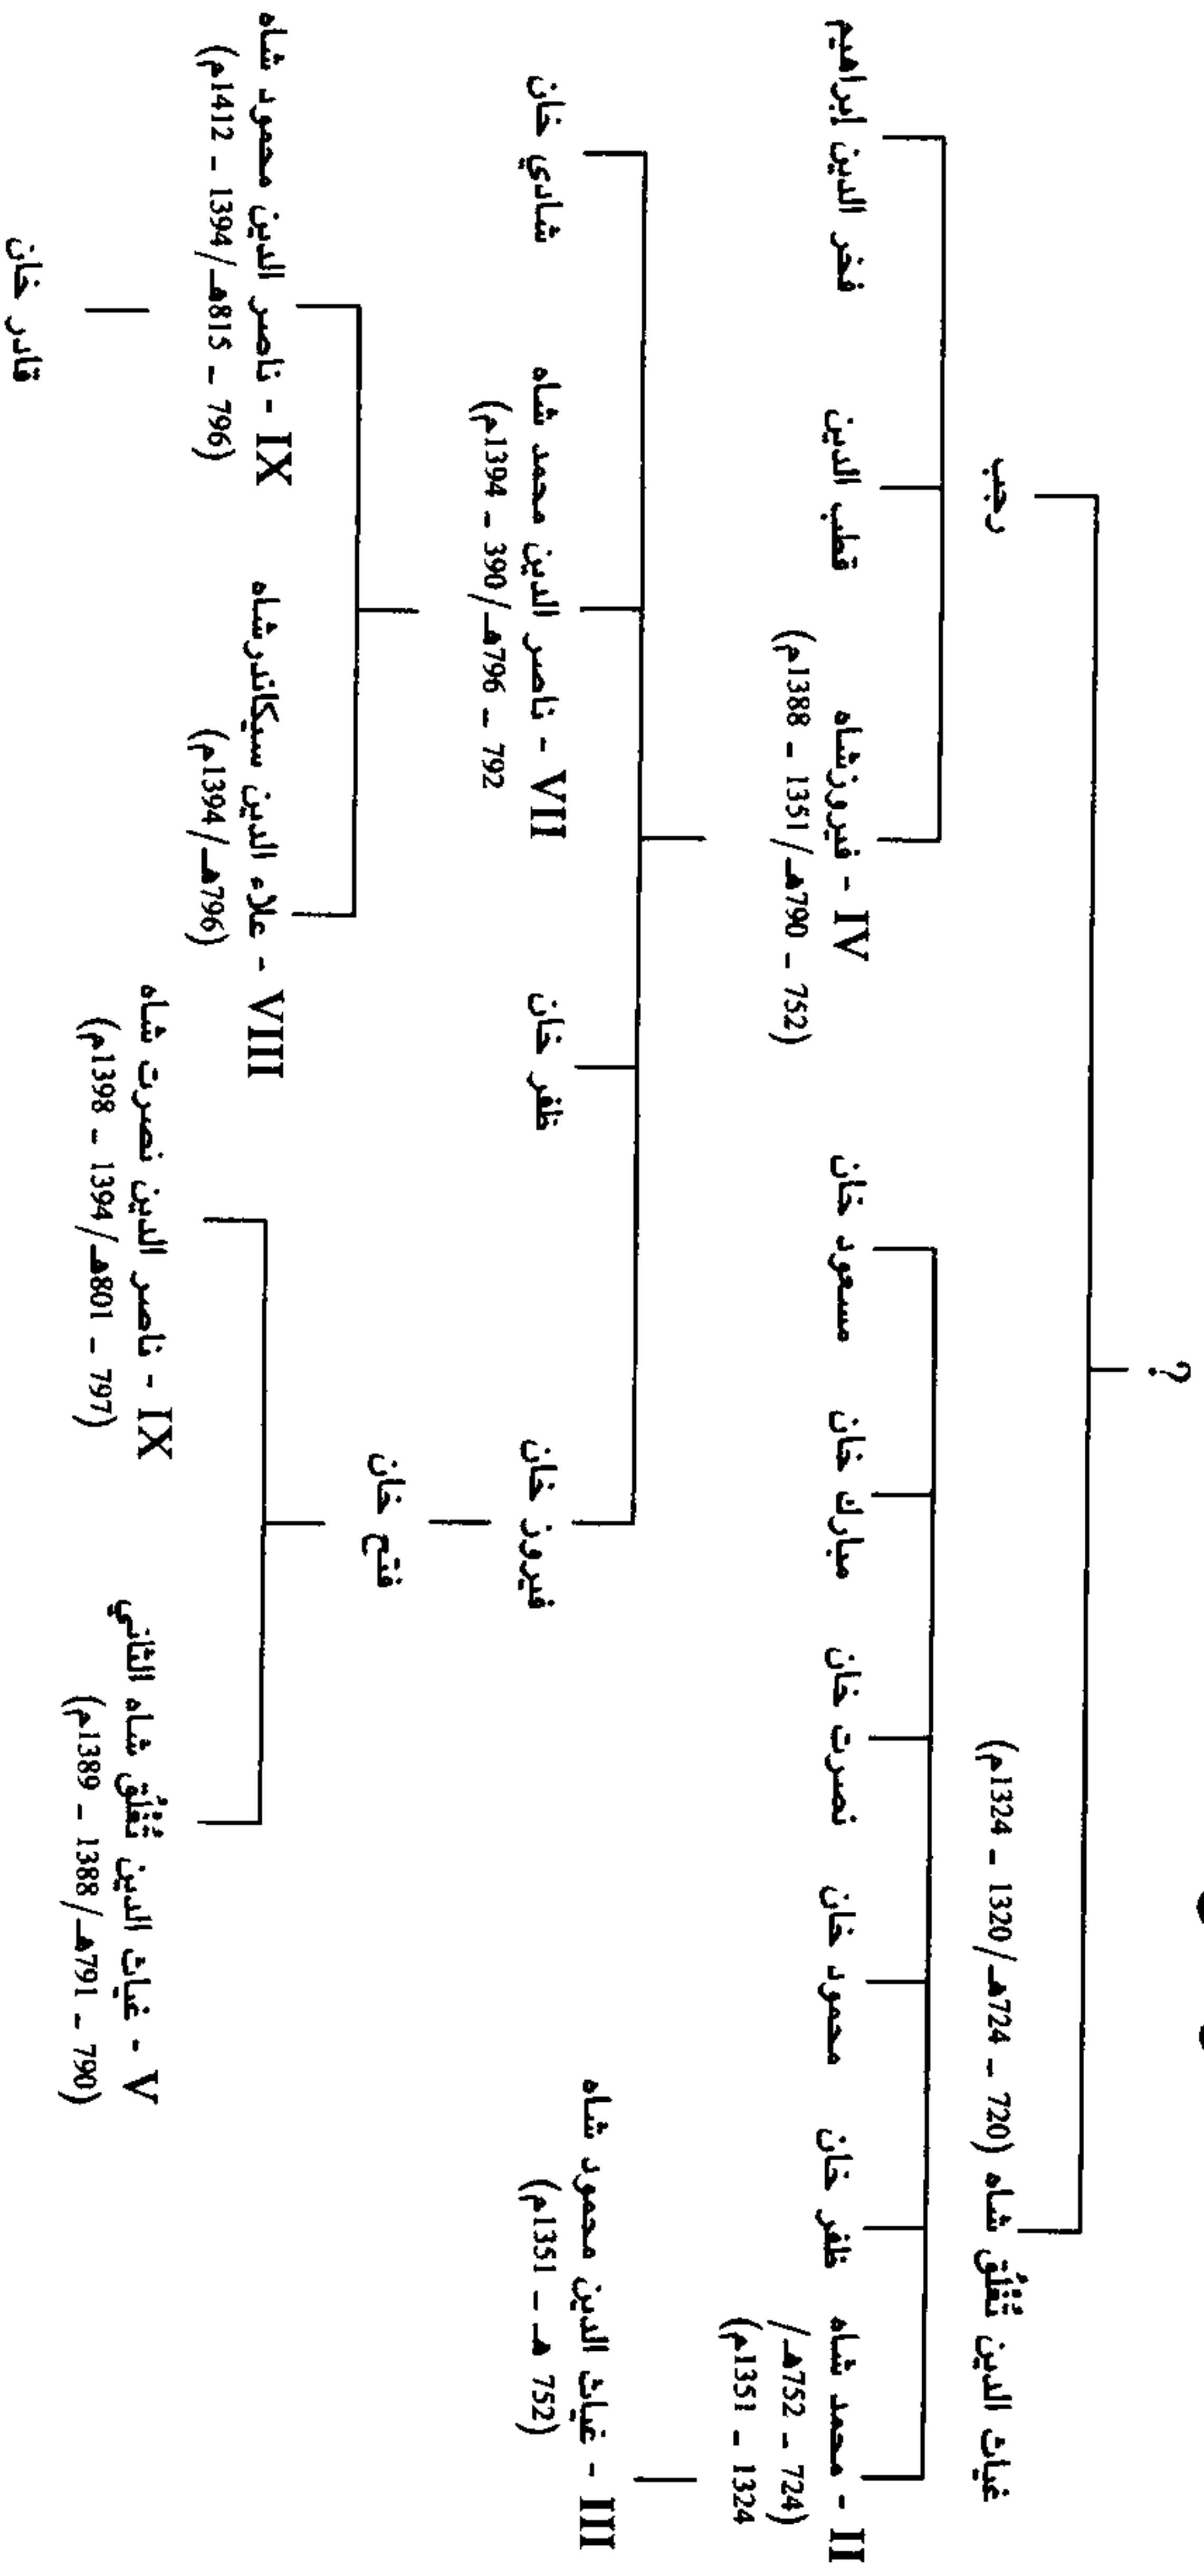 ?
غياث الدين تُغْلُق شاه (720 – 724هـ/1320 – 1324م)
رجب
II - محمد شاه
(724 – 752هـ/
1324 – 1351م)
ظفر خان
محمود خان
نصرت خان
مبارك خان
مسعود خان
IV - فيروزشاه
(752 – 790هـ/1351 – 1388م)
قطب الدين
فخر الدين إبراهيم
III - غياث الدين محمود شاه
(752 هـ – 1351م)
فيروز خان
ظفر خان
VII - ناصر الدين محمد شاه
792 – 796هـ/390 – 1394م)
شادي خان
فتح خان
VIII - علاء الدين سيكاندرشاه
(796هـ/1394م)
IX - ناصر الدين محمود شاه
(796 – 815هـ/1394 – 1412م)
V - غياث الدين تُغْلُق شاه الثاني
(790 – 791هـ/1388 – 1389م)
IX - ناصر الدين نصرت شاه
(797 – 801هـ/1394 – 1398م)
قادر خان